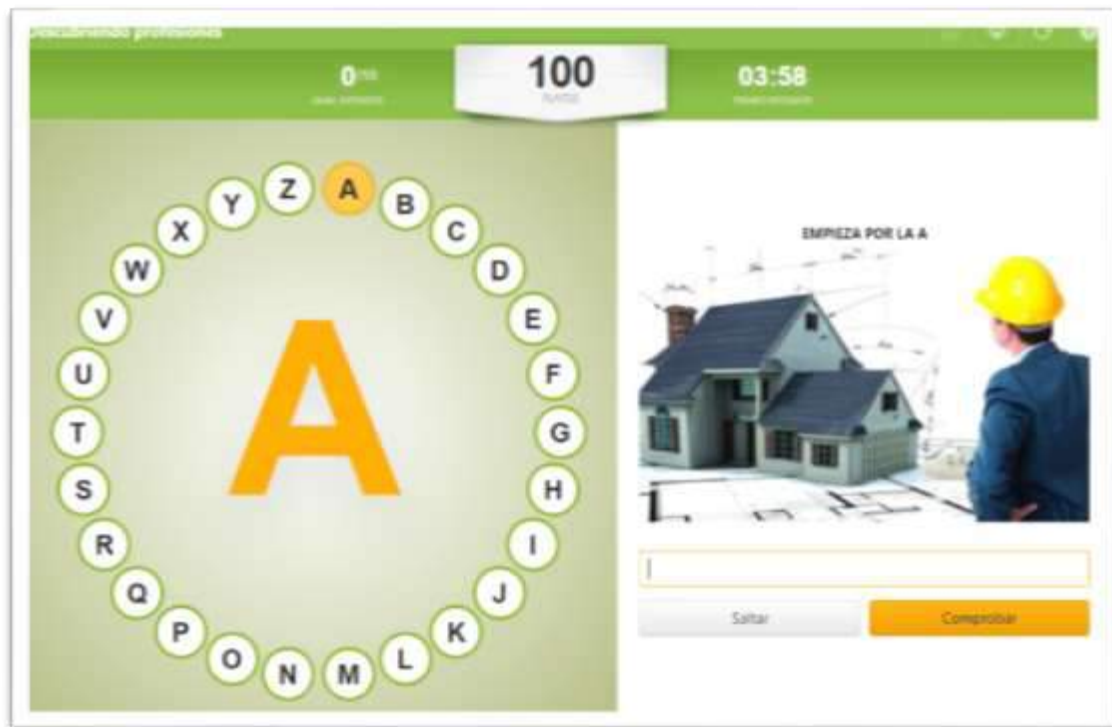 Descubriendo profesiones
0
100
03:58
A
B
C
D
E
F
G
H
I
J
K
L
M
N
O
P
Q
R
S
T
U
V
W
X
Y
Z
A
EMPIEZA POR LA A
Saltar
Comprobar